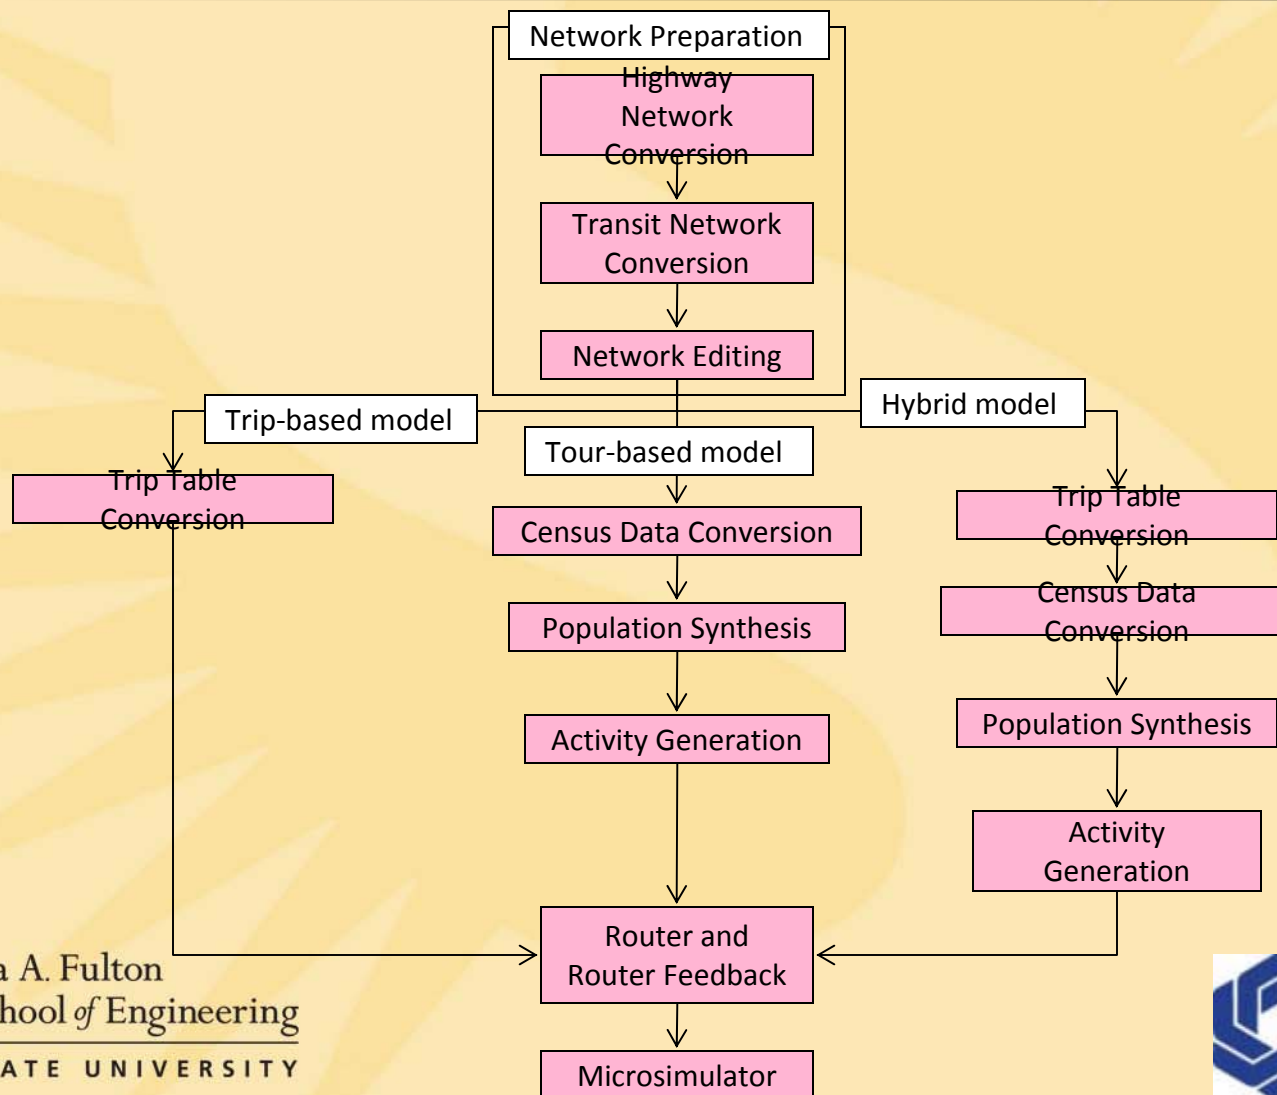 Network Preparation
Highway
Network
Conversion
Transit Network
Conversion
Network Editing
Trip-based model
Hybrid model
Tour-based model
Trip Table
Conversion
Census Data Conversion
Population Synthesis
Activity Generation
Trip Table
Conversion
Census Data
Conversion
Population Synthesis
Activity
Generation
Router and
Router Feedback
Microsimulator
a A. Fulton
hool of Engineering
ATE UNIVERSITY